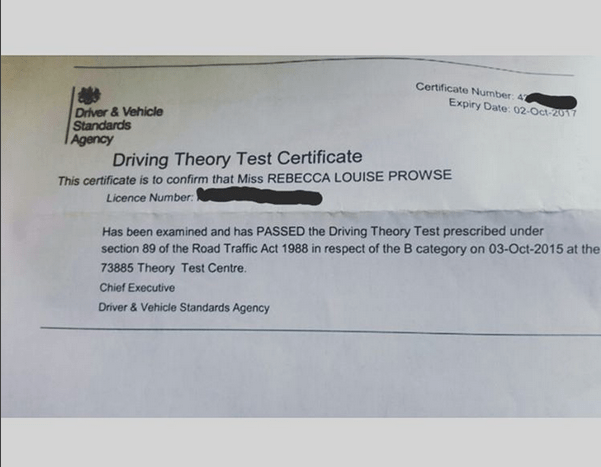 Certificate Number: 42
Expiry Date: 02-Oct-2017
Driver & Vehicle
Standards
Agency
Driving Theory Test Certificate
This certificate is to confirm that Miss REBECCA LOUISE PROWSE
Licence Number:
Has been examined and has PASSED the Driving Theory Test prescribed under
section 89 of the Road Traffic Act 1988 in respect of the B category on 03-Oct-2015 at the
73885 Theory Test Centre.
Chief Executive
Driver & Vehicle Standards Agency